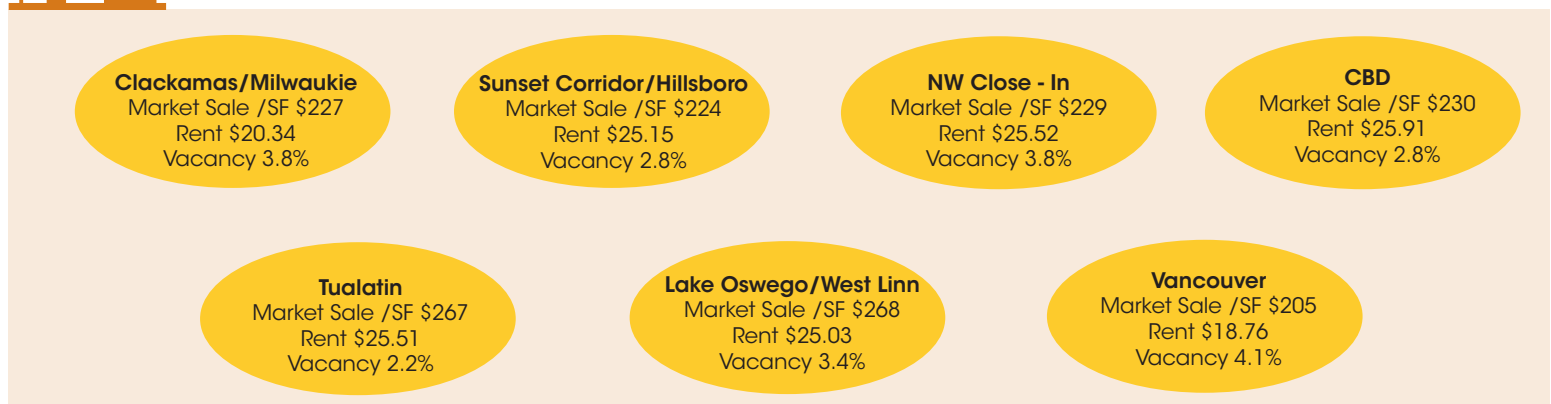 Clackamas/Milwaukie
Market Sale /SF $227
Rent $20.34
Vacancy 3.8%
Sunset Corridor/Hillsboro
Market Sale /SF $224
Rent $25.15
Vacancy 2.8%
NW Close - In
Market Sale /SF $229
Rent $25.52
Vacancy 3.8%
CBD
Market Sale /SF $230
Rent $25.91
Vacancy 2.8%
Tualatin
Market Sale /SF $267
Rent $25.51
Vacancy 2.2%
Lake Oswego/West Linn
Market Sale /SF $268
Rent $25.03
Vacancy 3.4%
Vancouver
Market Sale /SF $205
Rent $18.76
Vacancy 4.1%